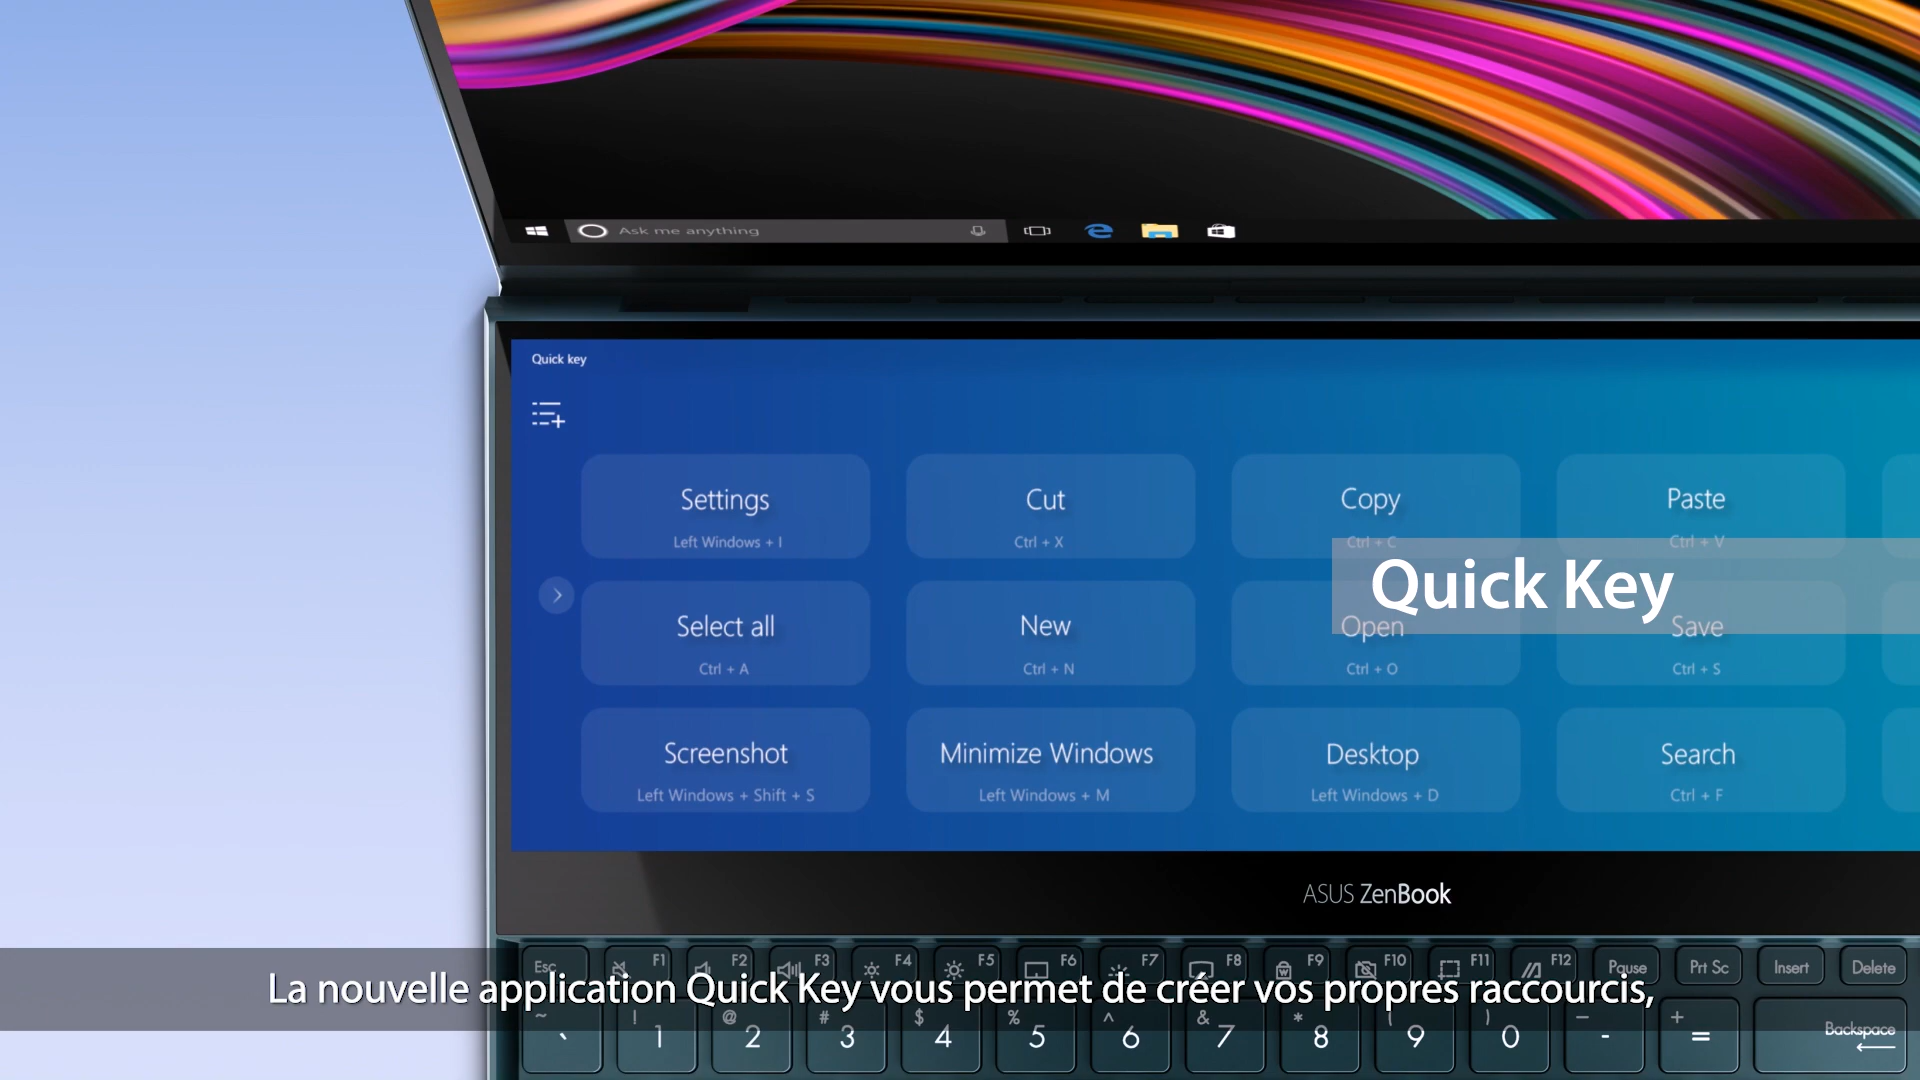 Ask me anything
Quick key
Settings
Left Windows + I
Cut
Ctrl + X
Copy
Ctrl + C
Paste
Ctrl + V
Quick Key
Select all
Ctrl + A
New
Ctrl + N
Open
Ctrl + O
Save
Ctrl + S
Screenshot
Left Windows + Shift + S
Minimize Windows
Left Windows + M
Desktop
Left Windows + D
Search
Ctrl + F
ASUS ZenBook
Esc F1 F2 F3 F4 F5 F6 F7 F8 F9 F10 F11 F12 Pause Prt Sc Insert Delete
La nouvelle application Quick Key vous permet de créer vos propres raccourcis,
~ ! @ # $ % ^ & * ( ) − +
` 1 2 3 4 5 6 7 8 9 0 - = Backspace